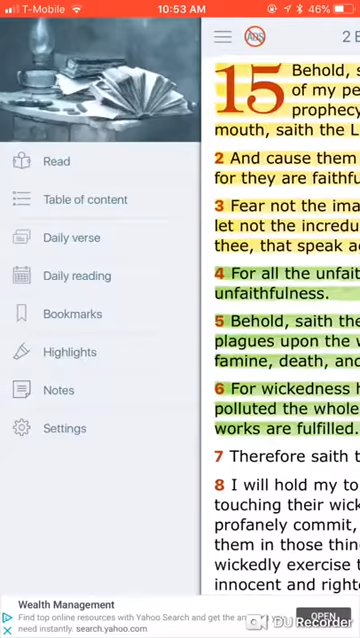 T-Mobile 10:53 AM 46%
ADS 2
15 Behold, s
of my pe
prophecy
mouth, saith the L
2 And cause them
for they are faithfu
3 Fear not the ima
let not the incredu
thee, that speak a
4 For all the unfait
unfaithfulness.
5 Behold, saith the
plagues upon the w
famine, death, and
6 For wickedness h
polluted the whole
works are fulfilled.
7 Therefore saith t
8 I will hold my to
touching their wick
profanely commit,
them in those thin
wickedly exercise t
innocent and right
Read
Table of content
Daily verse
Daily reading
Bookmarks
Highlights
Notes
Settings
Wealth Management
Find top online resources with Yahoo Search and get the an
need instantly. search.yahoo.com
OPEN
DU Recorder